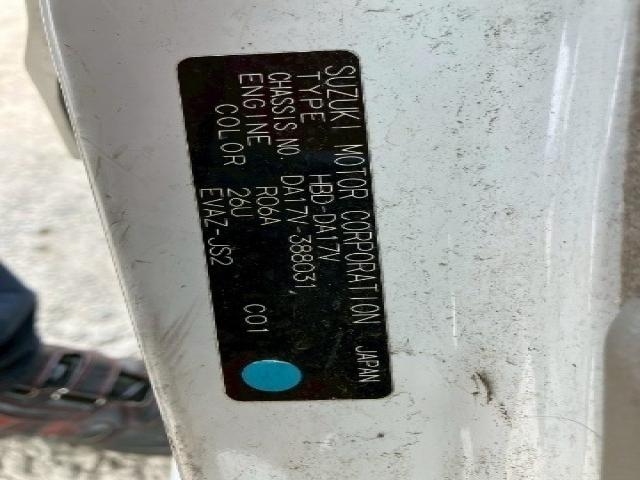 SUZUKI MOTOR CORPORATION JAPAN
TYPE HBD-DA17V
CHASSIS NO. DA17V-388031,
ENGINE R06A
COLOR 26U C01
EVAZ-JS2